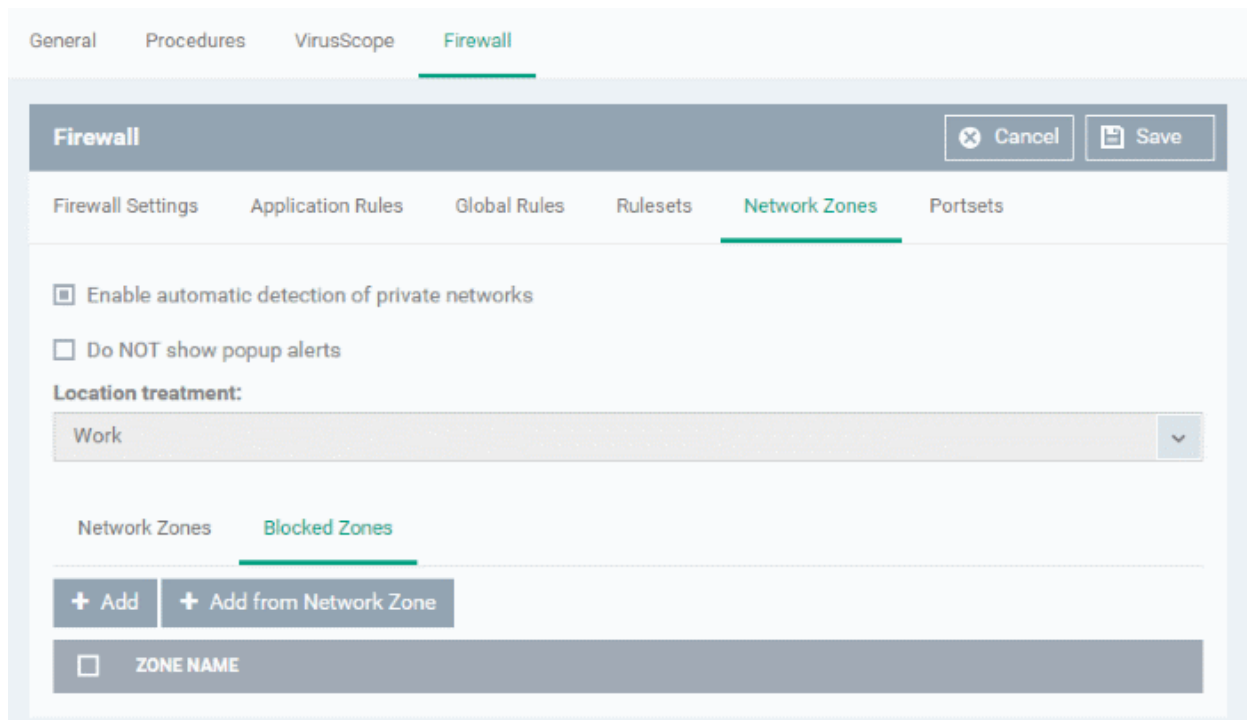 General Procedures VirusScope Firewall
Firewall Cancel Save
Firewall Settings Application Rules Global Rules Rulesets Network Zones Portsets
Enable automatic detection of private networks
Do NOT show popup alerts
Location treatment:
Work
Network Zones Blocked Zones
+ Add + Add from Network Zone
ZONE NAME